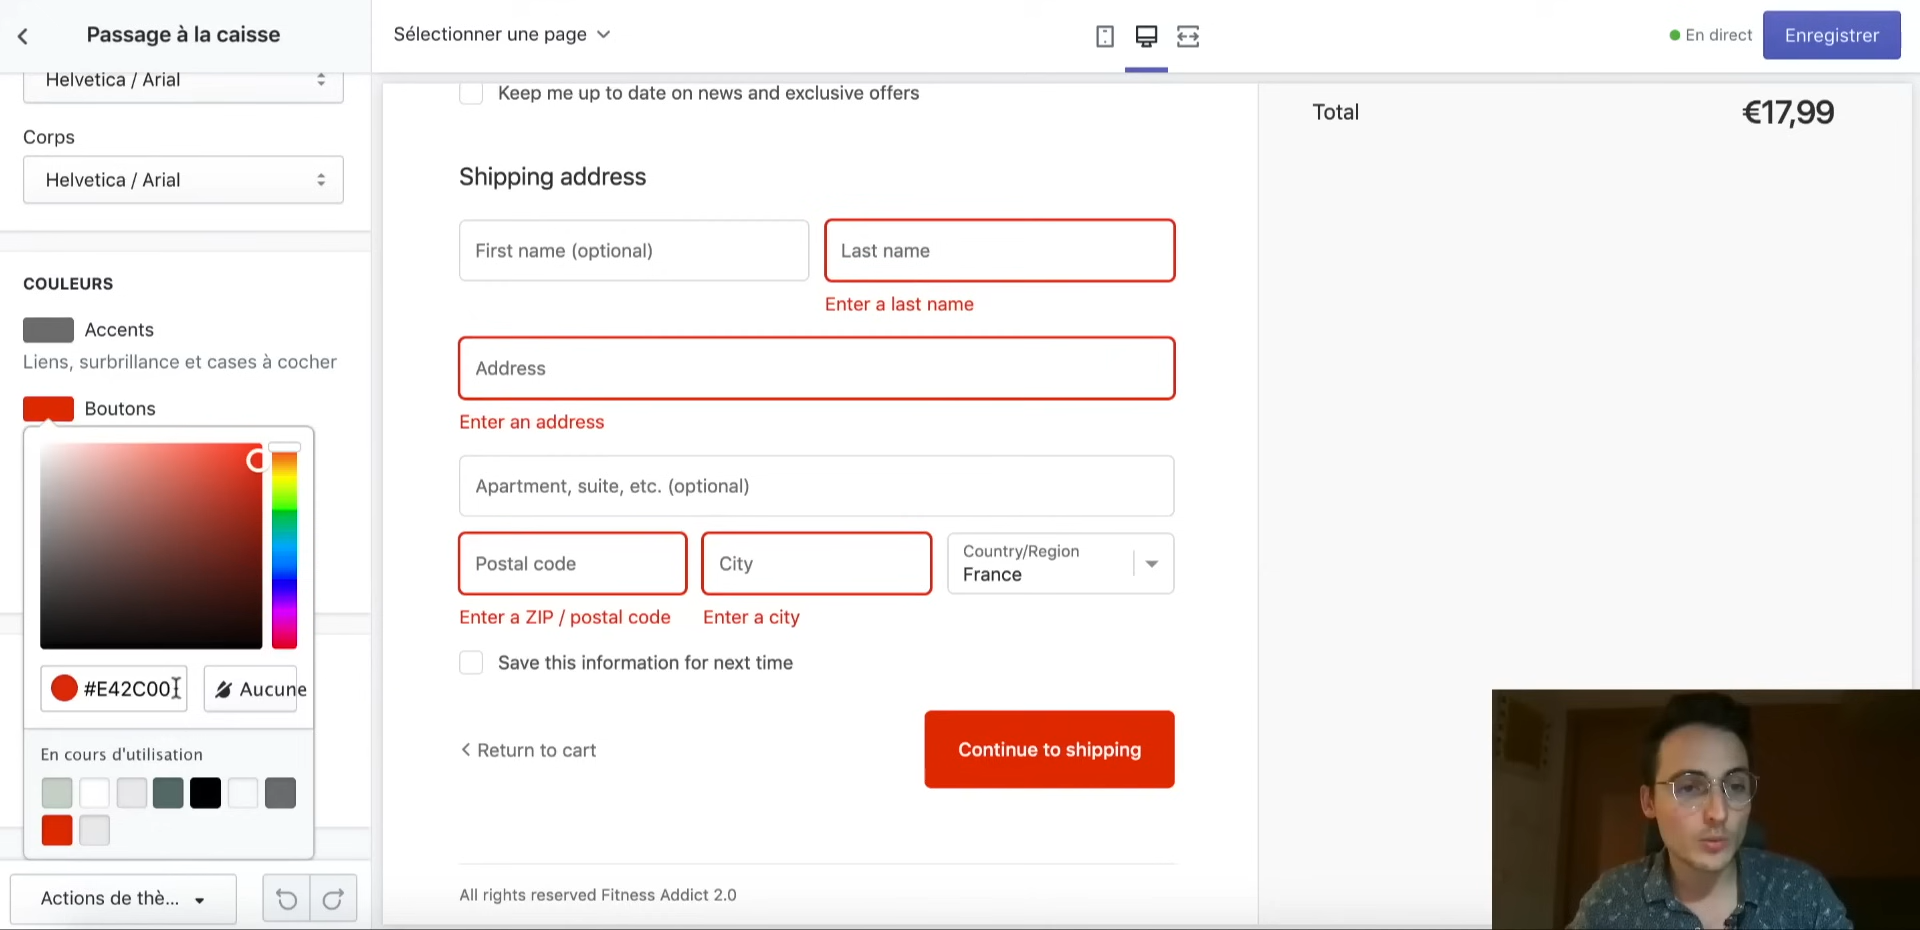 Passage à la caisse
Sélectionner une page
En direct
Enregistrer
Helvetica / Arial
Corps
Helvetica / Arial
COULEURS
Accents
Liens, surbrillance et cases à cocher
Boutons
#E42C00
Aucune
En cours d'utilisation
Actions de thè...
Keep me up to date on news and exclusive offers
Shipping address
First name (optional)
Last name
Enter a last name
Address
Enter an address
Apartment, suite, etc. (optional)
Postal code
City
Country/Region
France
Enter a ZIP / postal code
Enter a city
Save this information for next time
Return to cart
Continue to shipping
All rights reserved Fitness Addict 2.0
Total
€17,99